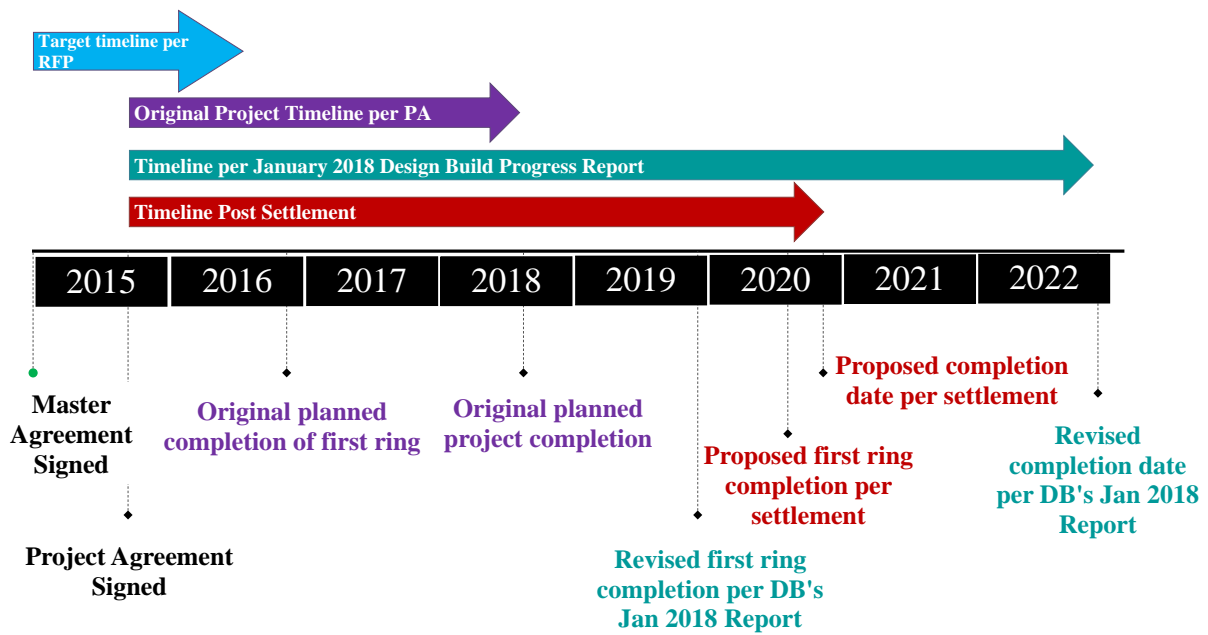 Target timeline per
RFP
Original Project Timeline per PA
Timeline per January 2018 Design Build Progress Report
Timeline Post Settlement
2015 2016 2017 2018 2019 2020 2021 2022
Master
Agreement
Signed
Project Agreement
Signed
Original planned
completion of first ring
Original planned
project completion
Revised first ring
completion per DB's
Jan 2018 Report
Proposed first ring
completion per
settlement
Proposed completion
date per settlement
Revised
completion date
per DB's Jan 2018
Report